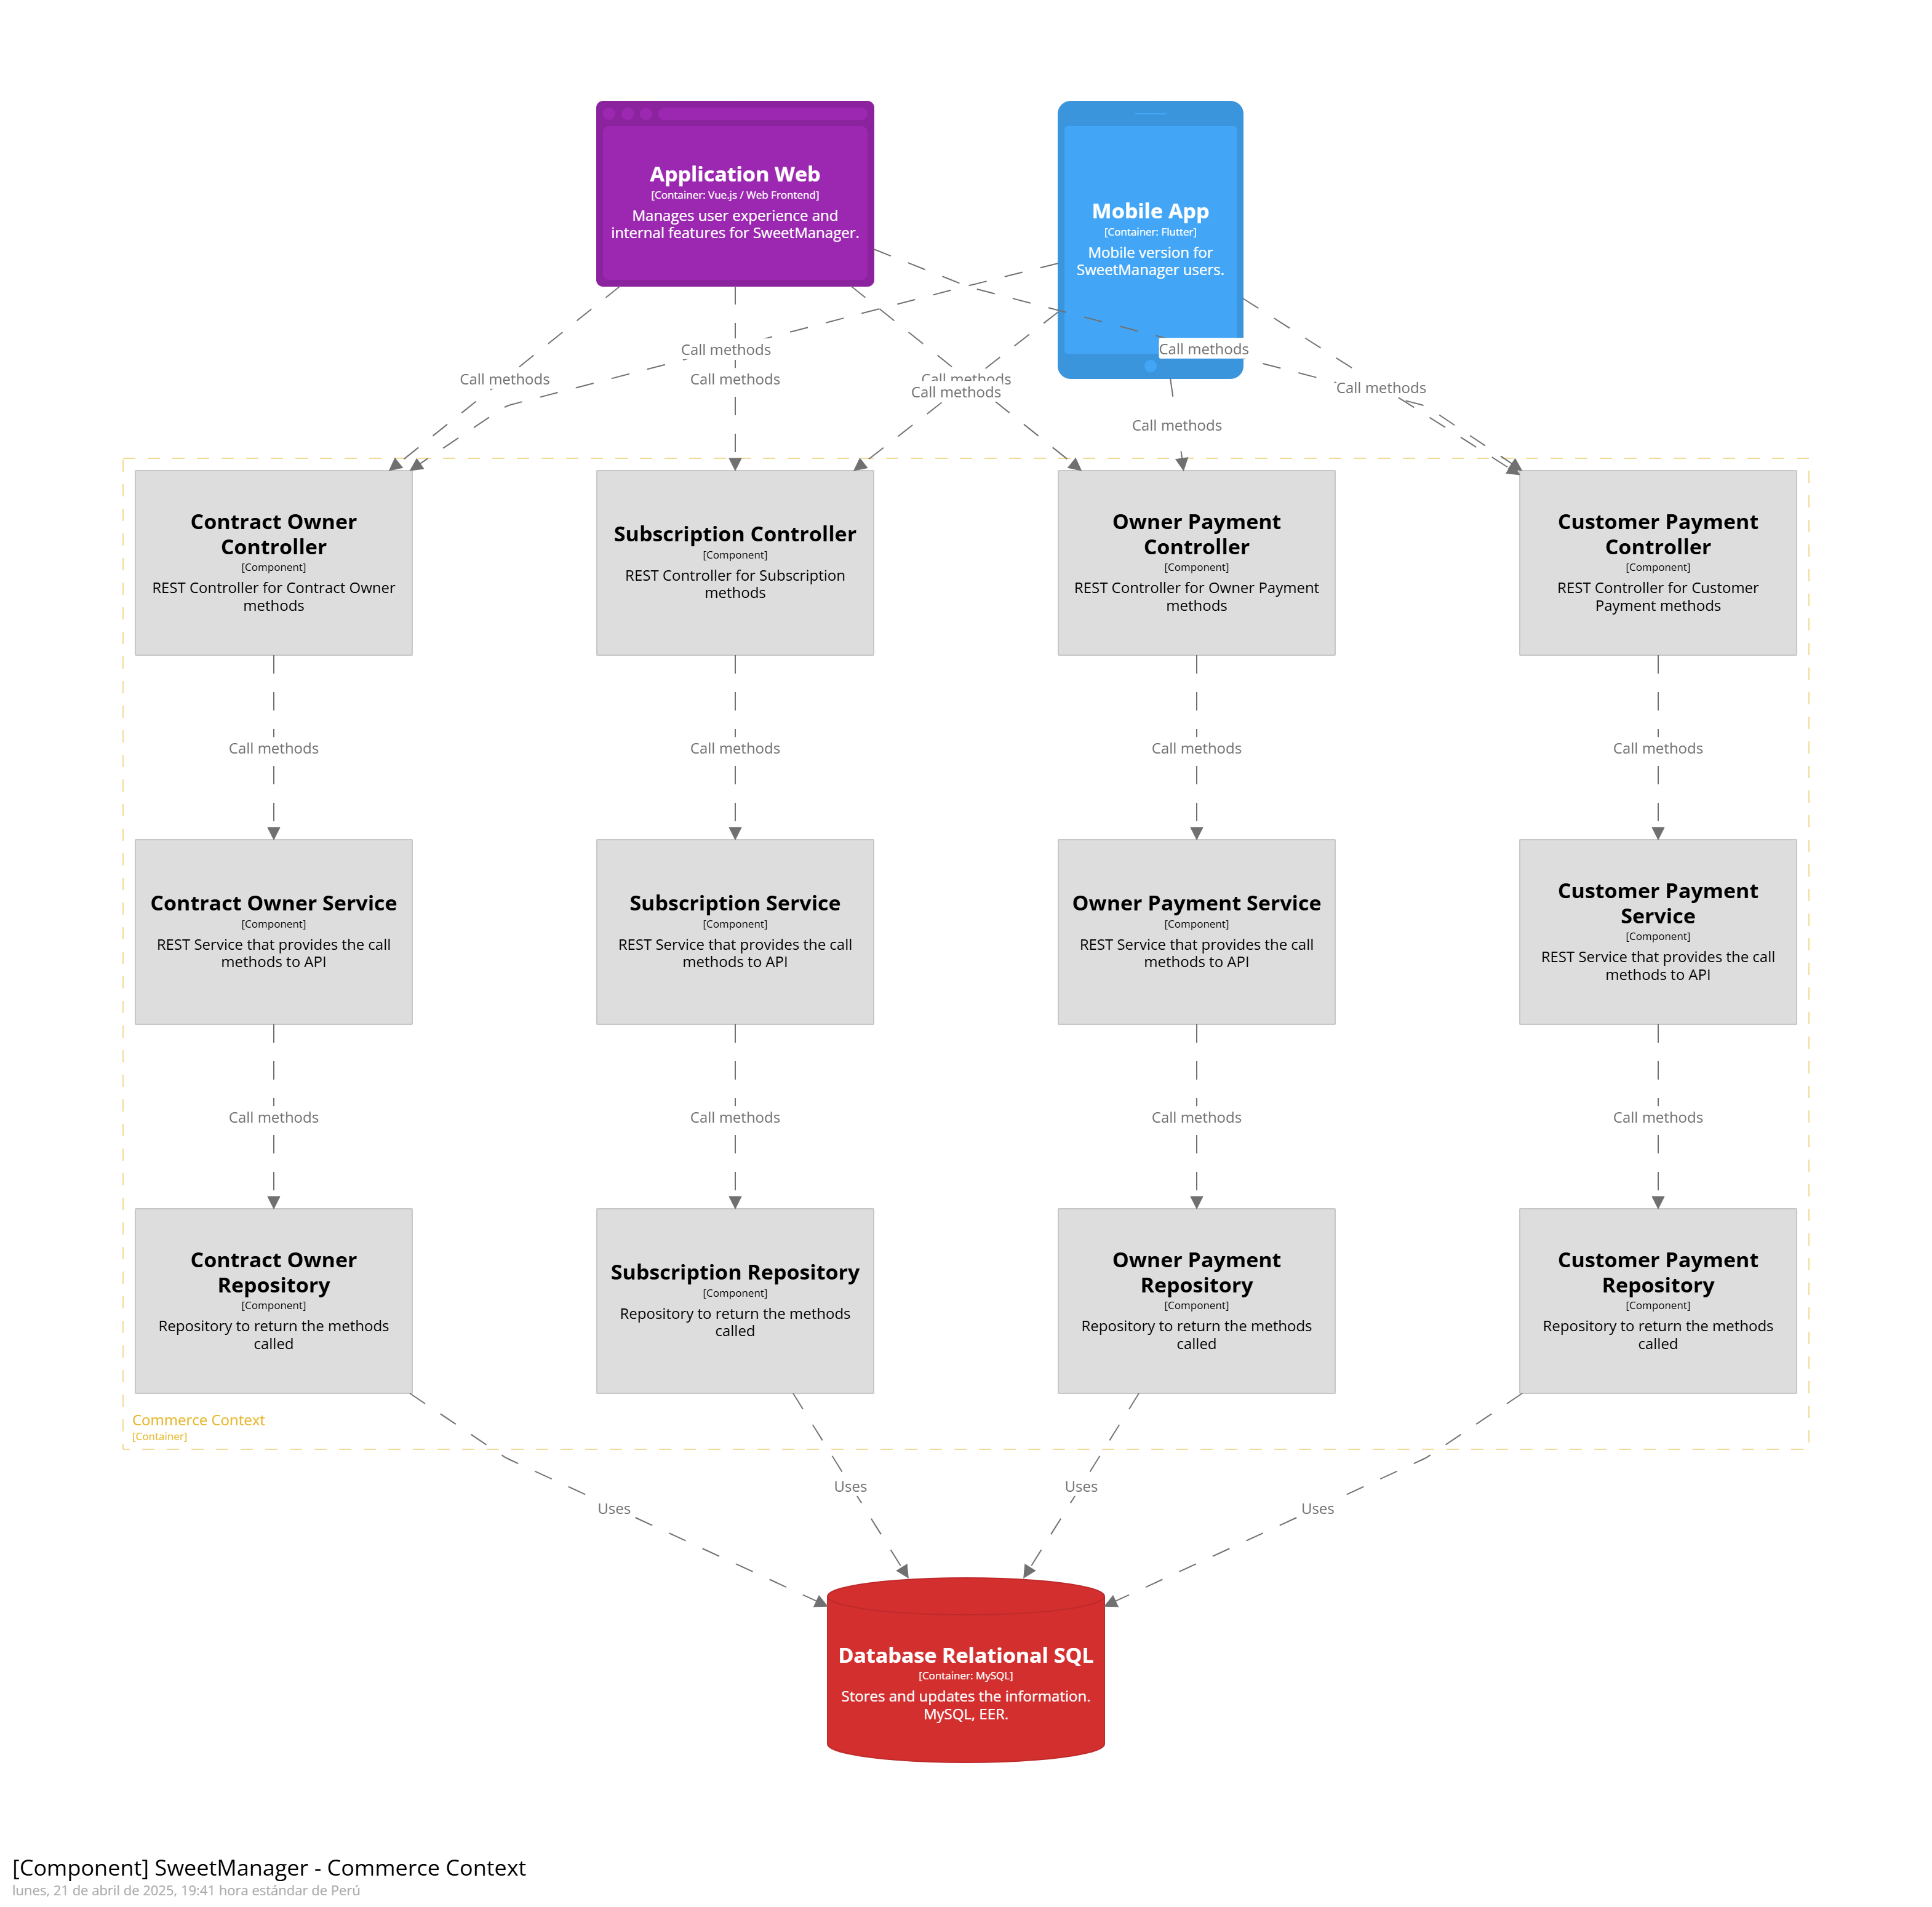 Application Web
[Container: Vue.js / Web Frontend]
Manages user experience and
internal features for SweetManager.
Mobile App
[Container: Flutter]
Mobile version for
SweetManager users.
Call methods
Call methods
Call methods
Call methods
Call methods
Call methods
Call methods
Call methods
Contract Owner
Controller
[Component]
REST Controller for Contract Owner
methods
Subscription Controller
[Component]
REST Controller for Subscription
methods
Owner Payment
Controller
[Component]
REST Controller for Owner Payment
methods
Customer Payment
Controller
[Component]
REST Controller for Customer
Payment methods
Call methods
Call methods
Call methods
Call methods
Contract Owner Service
[Component]
REST Service that provides the call
methods to API
Subscription Service
[Component]
REST Service that provides the call
methods to API
Owner Payment Service
[Component]
REST Service that provides the call
methods to API
Customer Payment
Service
[Component]
REST Service that provides the call
methods to API
Call methods
Call methods
Call methods
Call methods
Contract Owner
Repository
[Component]
Repository to return the methods
called
Subscription Repository
[Component]
Repository to return the methods
called
Owner Payment
Repository
[Component]
Repository to return the methods
called
Customer Payment
Repository
[Component]
Repository to return the methods
called
Commerce Context
[Container]
Uses
Uses
Uses
Uses
Database Relational SQL
[Container: MySQL]
Stores and updates the information.
MySQL, EER.
[Component] SweetManager - Commerce Context
lunes, 21 de abril de 2025, 19:41 hora estándar de Perú